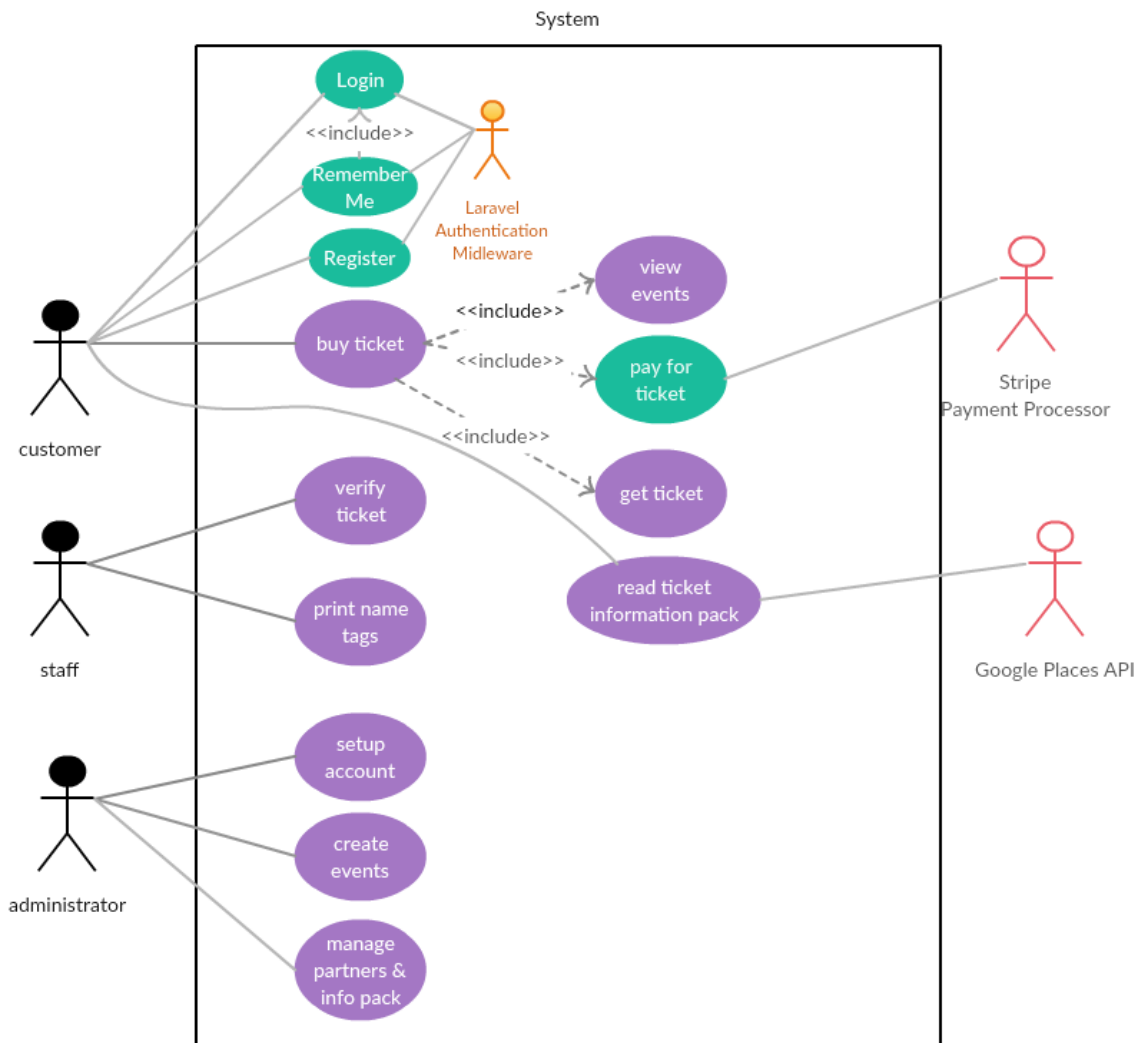 System
Login
<<include>>
Remember
Me
Laravel
Authentication
Midleware
Register
view
events
<<include>>
buy ticket
<<include>>
pay for
ticket
Stripe
Payment Processor
customer
<<include>>
verify
ticket
get ticket
read ticket
information pack
print name
tags
staff
Google Places API
setup
account
create
events
administrator
manage
partners &
info pack